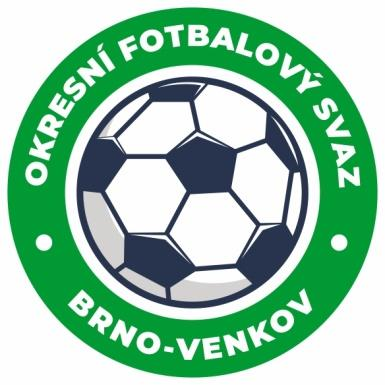 OKRESNÍ FOTBALOVÝ SVAZ
BRNO-VENKOV